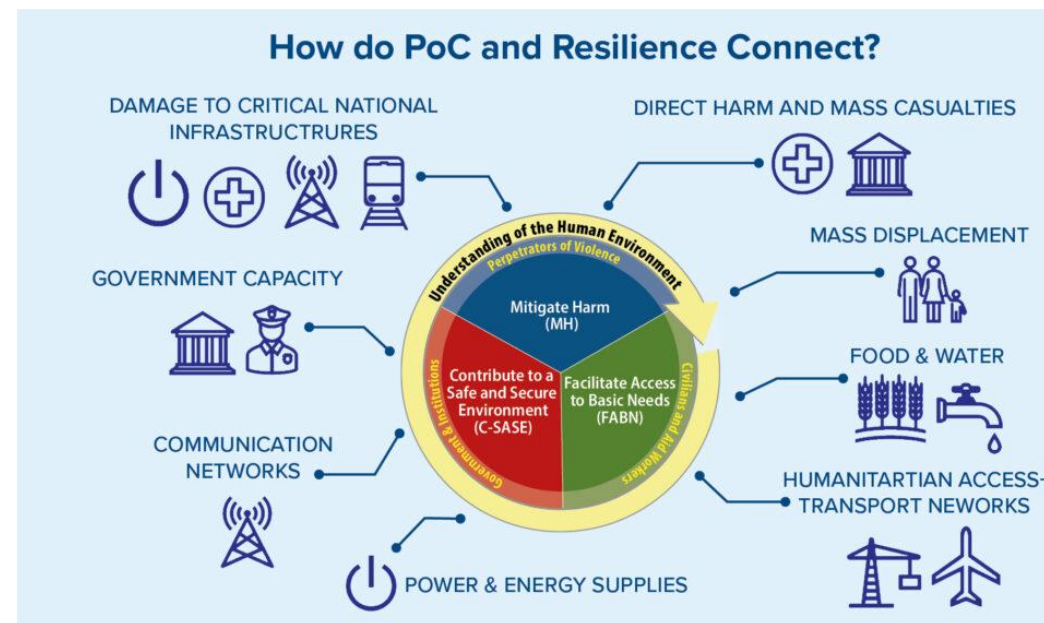 How do PoC and Resilience Connect?
DAMAGE TO CRITICAL NATIONAL
INFRASTRUCTRURES
DIRECT HARM AND MASS CASUALTIES
MASS DISPLACEMENT
GOVERNMENT CAPACITY
FOOD & WATER
COMMUNICATION
NETWORKS
HUMANITARTIAN ACCESS-
TRANSPORT NEWORKS
POWER & ENERGY SUPPLIES
Understanding of the Human Environment
Perpetrators of Violence
Mitigate Harm
(MH)
Contribute to a
Safe and Secure
Environment
(C-SASE)
Facilitate Access
to Basic Needs
(FABN)
Government & Institutions
Civilians and Aid Workers